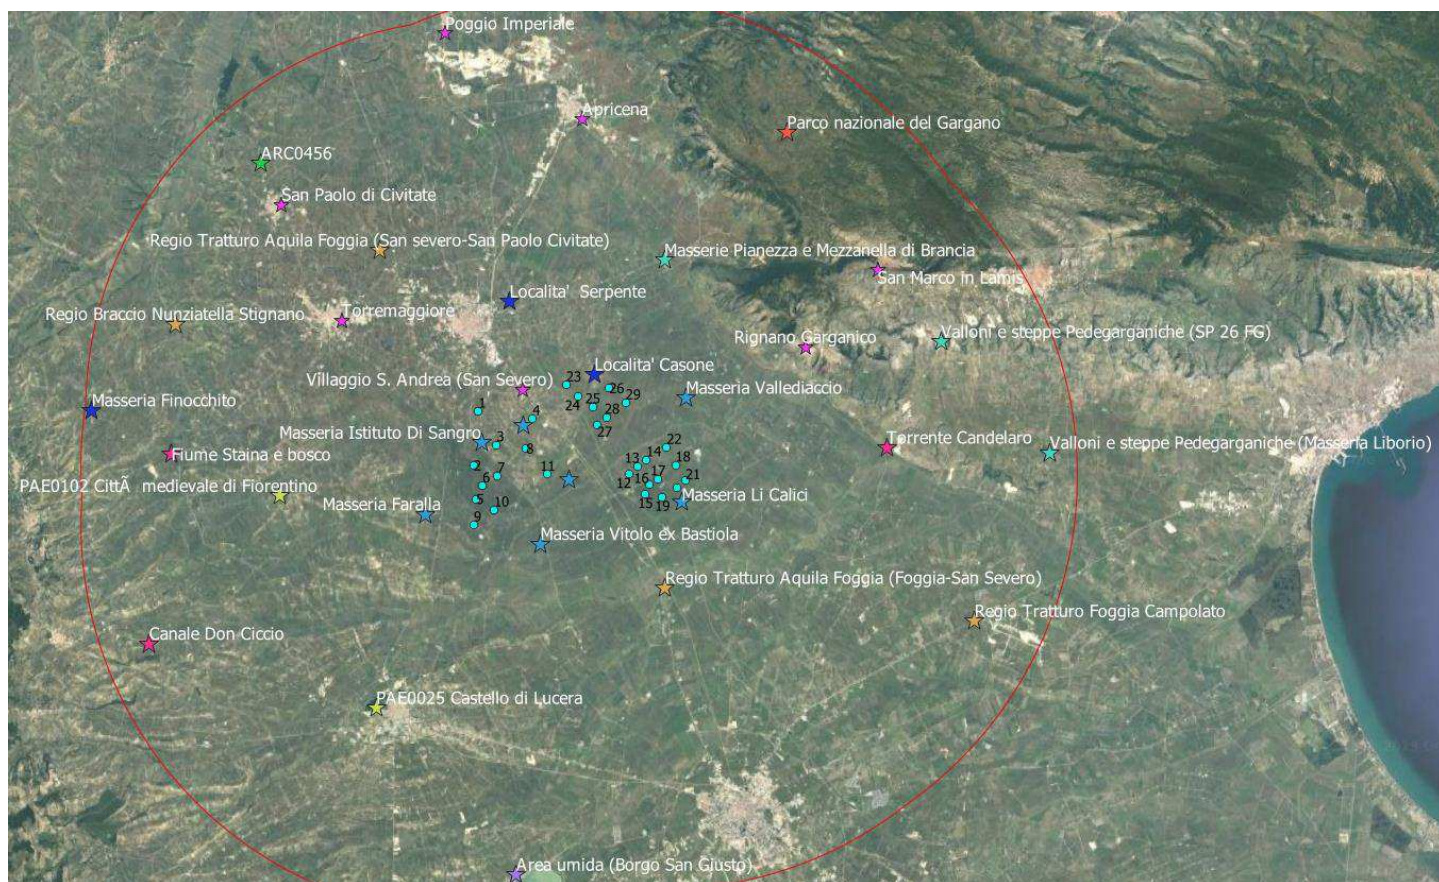 Poggio Imperiale
Apricena
Parco nazionale del Gargano
ARC0456
San Paolo di Civitate
Regio Tratturo Aquila Foggia (San severo-San Paolo Civitate)
Masserie Pianezza e Mezzanella di Brancia
San Marco in Lamis
Localita' Serpente
Regio Braccio Nunziatella Stignano
Torremaggiore
Rignano Garganico
Valloni e steppe Pedegarganiche (SP 26 FG)
Localita' Casone
Villaggio S. Andrea (San Severo)
23
26
Masseria Vallediaccio
Masseria Finocchito
24
25
29
1
4
28
27
Masseria Istituto Di Sangro
3
8
22
Torrente Candelaro
Valloni e steppe Pedegarganiche (Masseria Liborio)
Fiume Staina e bosco
2
7
11
13
14
18
12
16
17
21
PAE0102 CittÃ  medievale di Fiorentino
6
5
10
15
19
Masseria Li Calici
Masseria Faralla
9
Masseria Vitolo ex Bastiola
Regio Tratturo Aquila Foggia (Foggia-San Severo)
Regio Tratturo Foggia Campolato
Canale Don Ciccio
PAE0025 Castello di Lucera
Area umida (Borgo San Giusto)